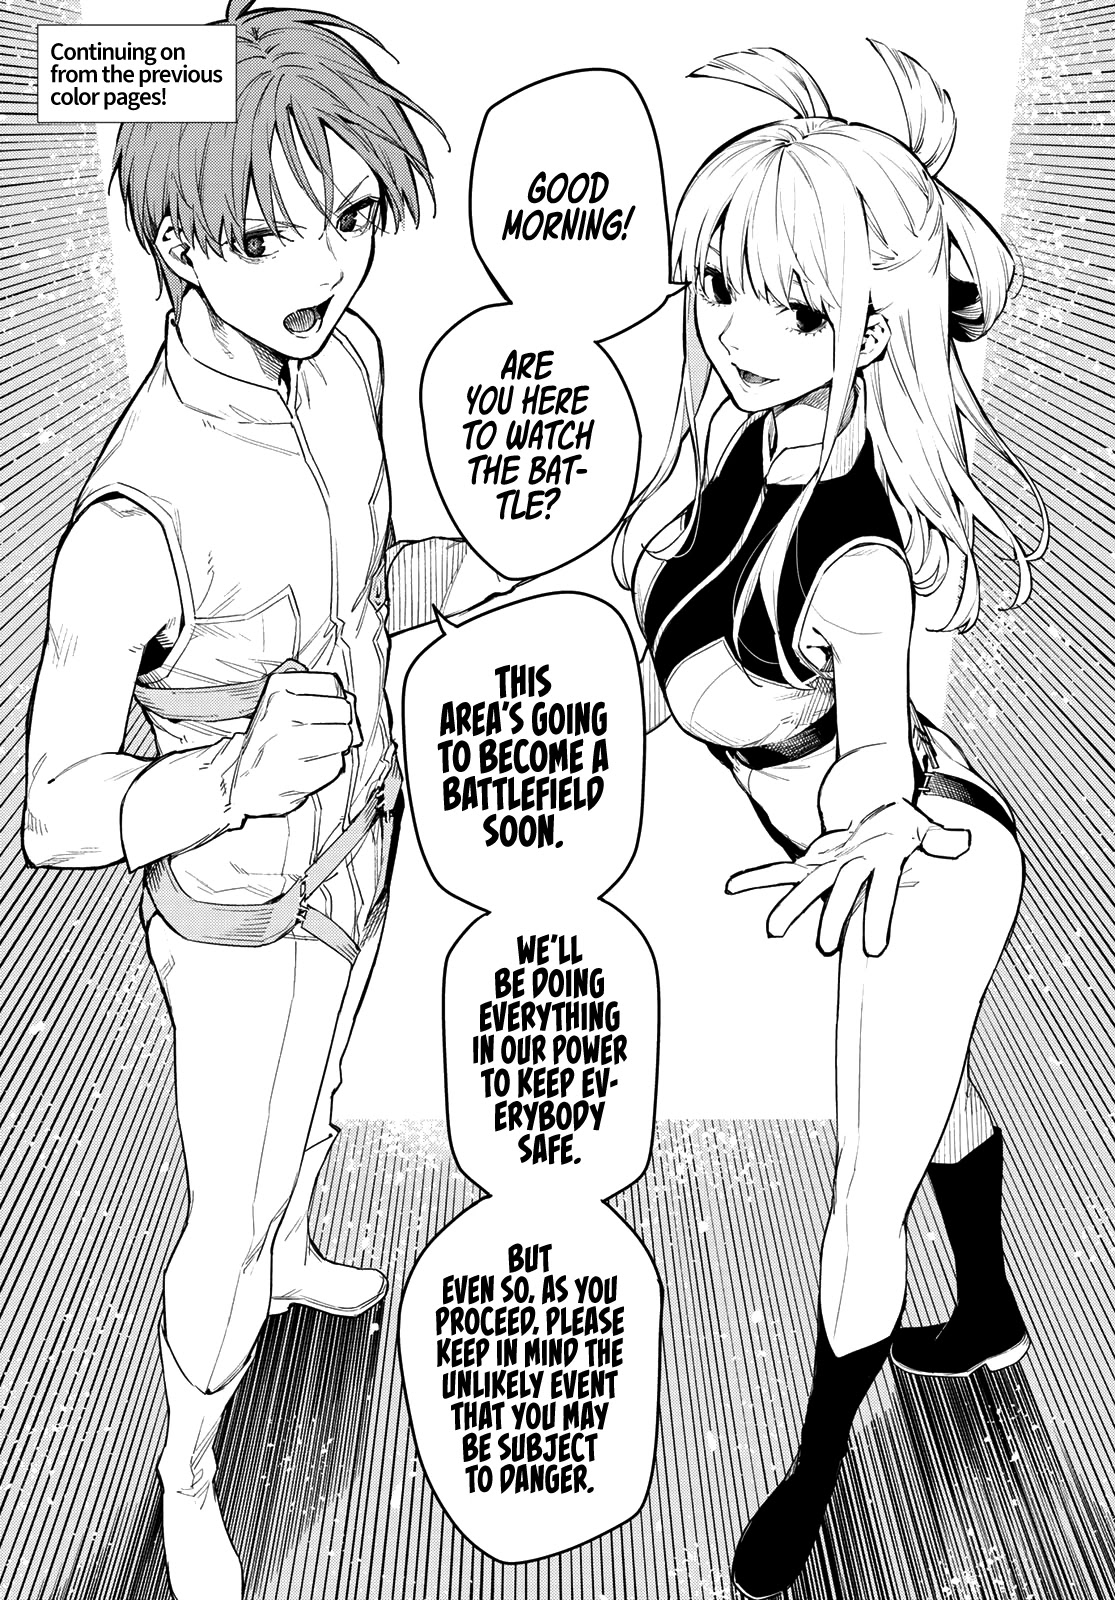 Continuing on
from the previous
color pages!
GOOD
MORNING!
ARE
YOU HERE
TO WATCH
THE BAT-
TLE?
THIS
AREA'S GOING
TO BECOME A
BATTLEFIELD
SOON.
WE'LL
BE DOING
EVERYTHING
IN OUR POWER
TO KEEP EV-
ERYBODY
SAFE.
BUT
EVEN SO, AS YOU
PROCEED, PLEASE
KEEP IN MIND THE
UNLIKELY EVENT
THAT YOU MAY
BE SUBJECT
TO DANGER.